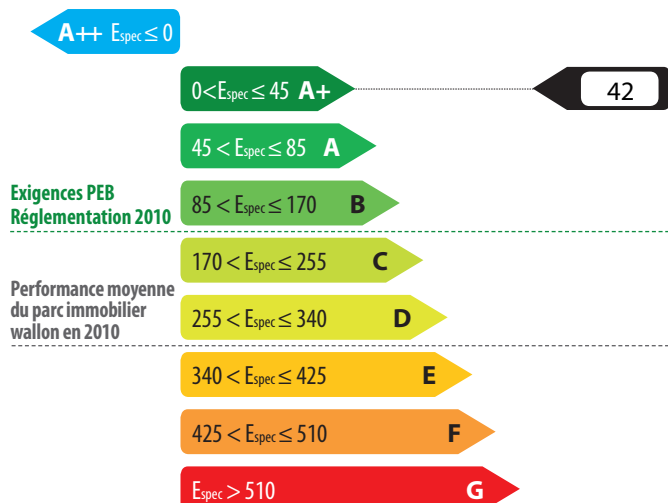 A++ Espec ≤ 0
0<Espec ≤ 45 A+
42
45 < Espec ≤ 85 A
Exigences PEB
Réglementation 2010
85 < Espec ≤ 170 B
170 < Espec ≤ 255 C
Performance moyenne
du parc immobilier
wallon en 2010
255 < Espec ≤ 340 D
340 < Espec ≤ 425 E
425 < Espec ≤ 510 F
Espec > 510 G